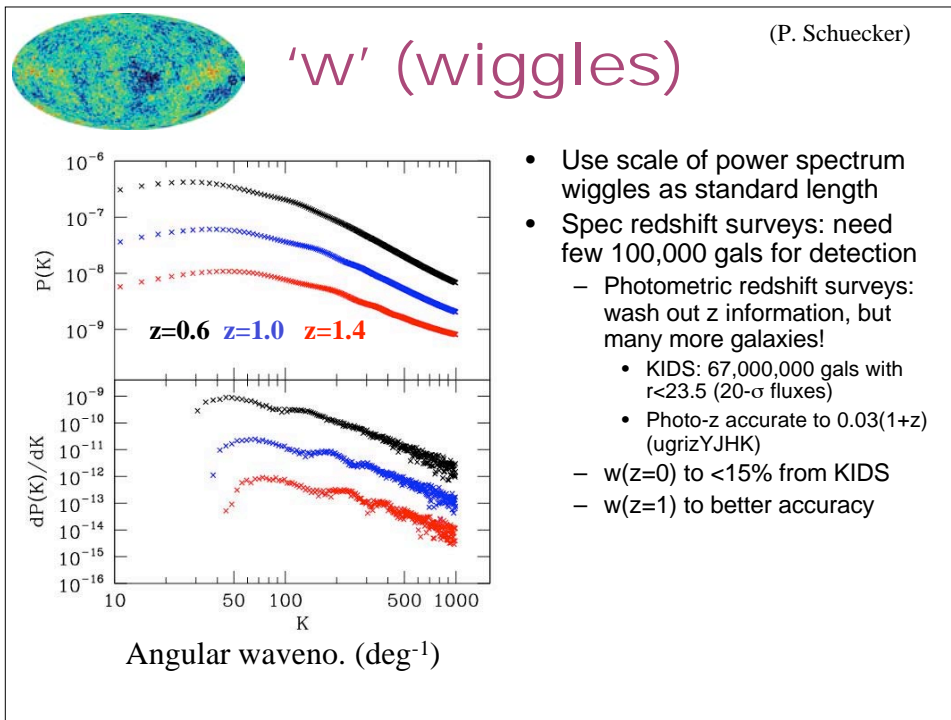 (P. Schuecker)
‘w’ (wiggles)
10⁻⁶
10⁻⁷
10⁻⁸
10⁻⁹
P(K)
z=0.6 z=1.0 z=1.4
10⁻⁹
10⁻¹⁰
10⁻¹¹
10⁻¹²
10⁻¹³
10⁻¹⁴
10⁻¹⁵
10⁻¹⁶
dP(K)/dK
10 50 100 500 1000
K
Angular waveno. (deg⁻¹)
• Use scale of power spectrum
wiggles as standard length
• Spec redshift surveys: need
few 100,000 gals for detection
– Photometric redshift surveys:
wash out z information, but
many more galaxies!
• KIDS: 67,000,000 gals with
r<23.5 (20-σ fluxes)
• Photo-z accurate to 0.03(1+z)
(ugrizYJHK)
– w(z=0) to <15% from KIDS
– w(z=1) to better accuracy